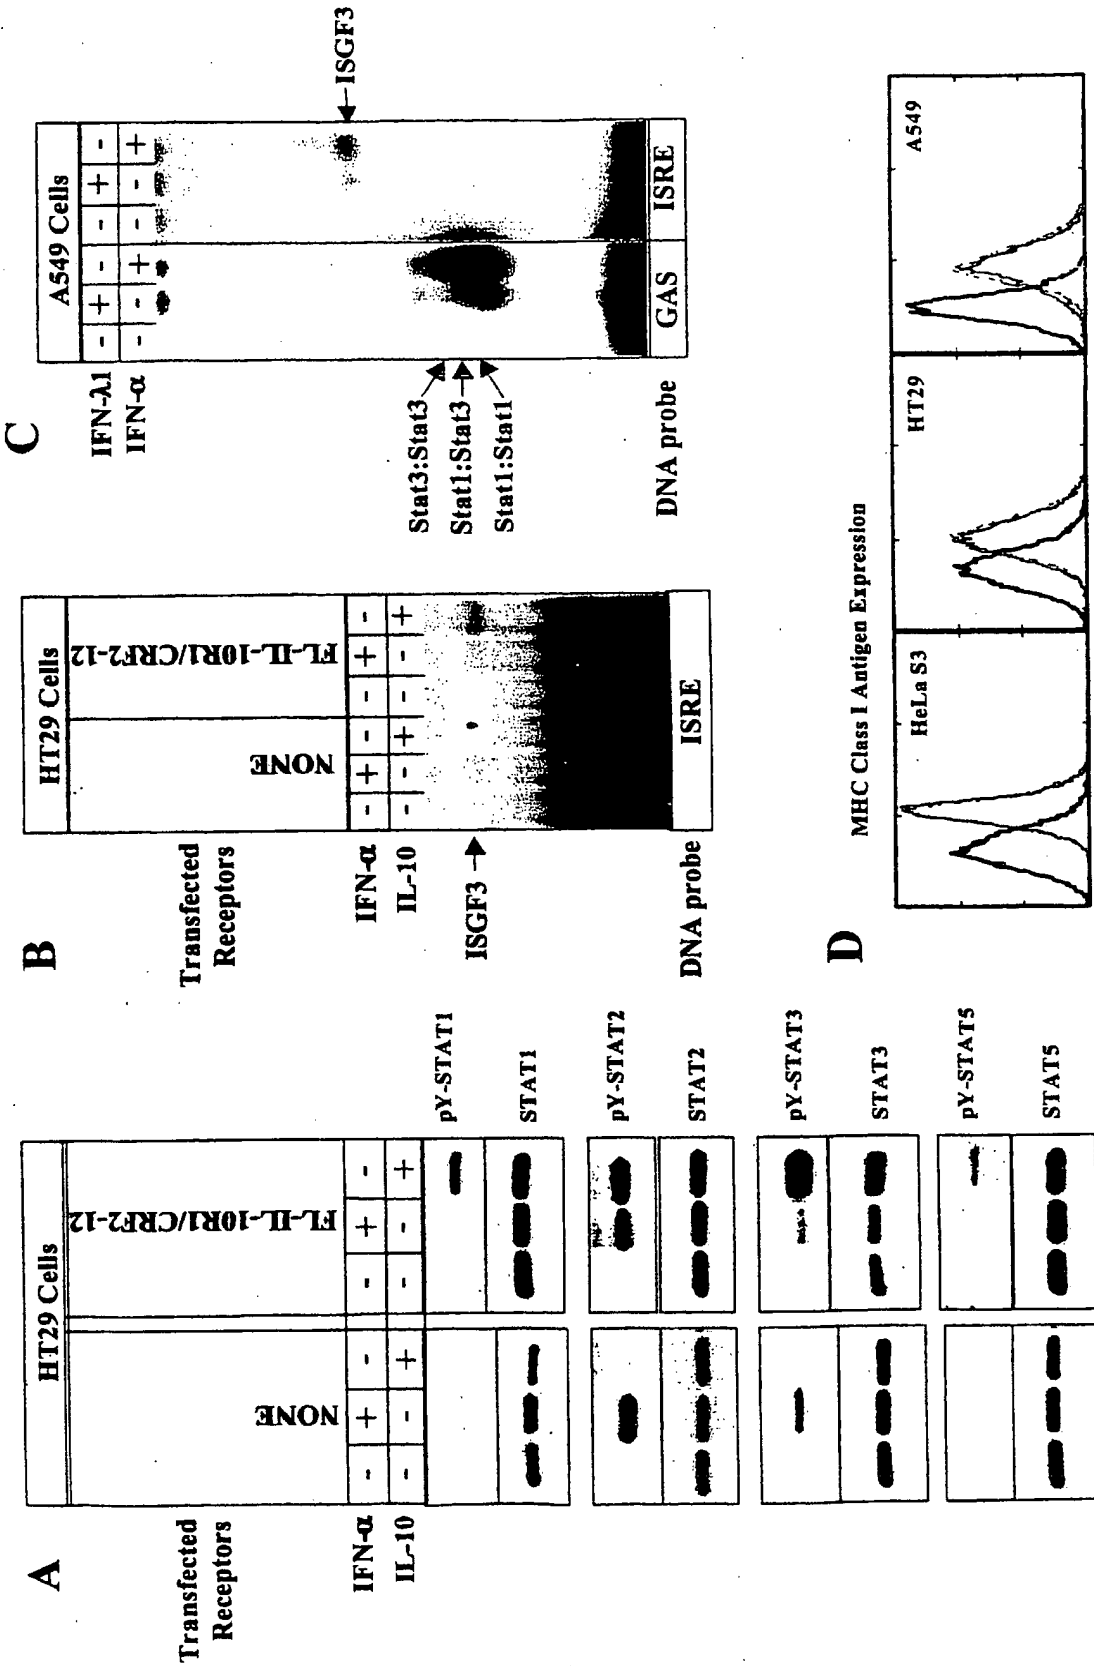 A
HT29 Cells
Transfected
Receptors
NONE
FL-IL-10R1/CRF2-12
IFN-α - + - - + -
IL-10 - - + - - +
pY-STAT1
STAT1
pY-STAT2
STAT2
pY-STAT3
STAT3
pY-STAT5
STAT5
B
HT29 Cells
Transfected
Receptors
NONE
FL-IL-10R1/CRF2-12
IFN-α - + - - + -
IL-10 - - + - - +
ISGF3
DNA probe
ISRE
C
A549 Cells
IFN-λ1 - + - - + -
IFN-α - - + - - +
ISGF3
Stat3:Stat3
Stat1:Stat3
Stat1:Stat1
DNA probe
GAS
ISRE
D
MHC Class I Antigen Expression
HeLa S3
HT29
A549